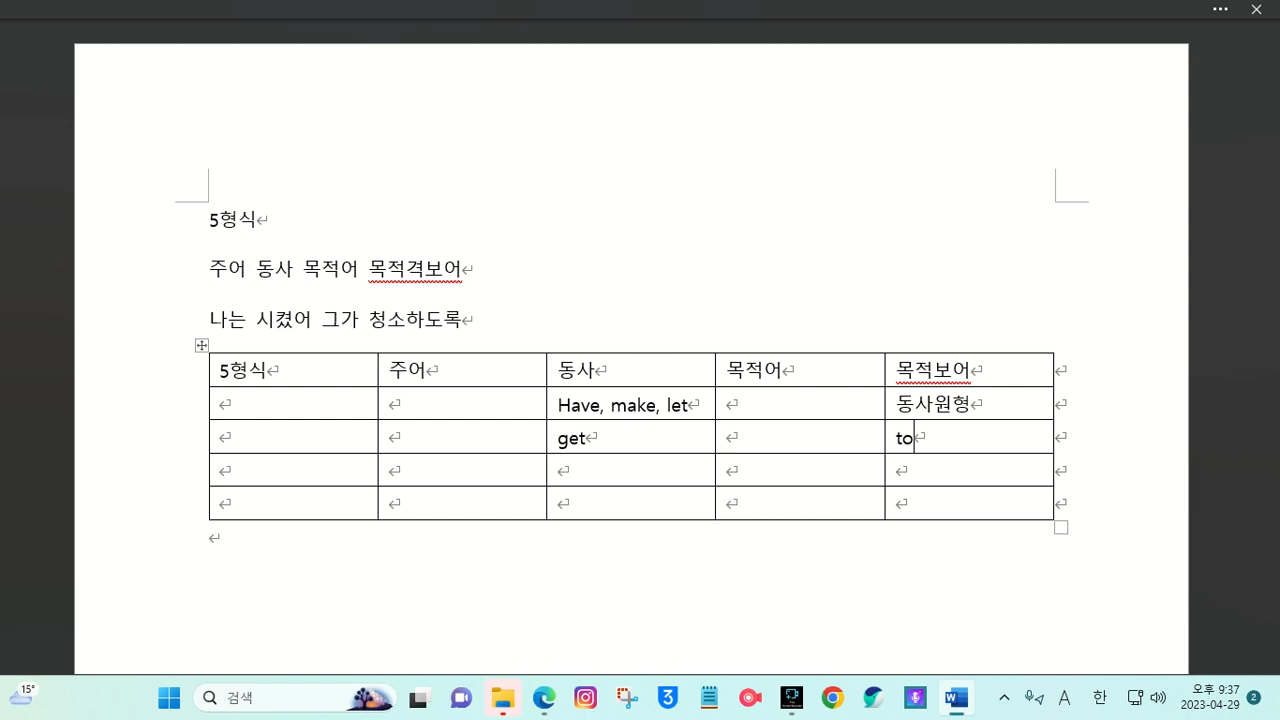 5형식
주어 동사 목적어 목적격보어
나는 시켰어 그가 청소하도록
5형식 주어 동사 목적어 목적보어
Have, make, let 동사원형
get to
15°
검색
A 한
오후 9:37
2023-04-29
2